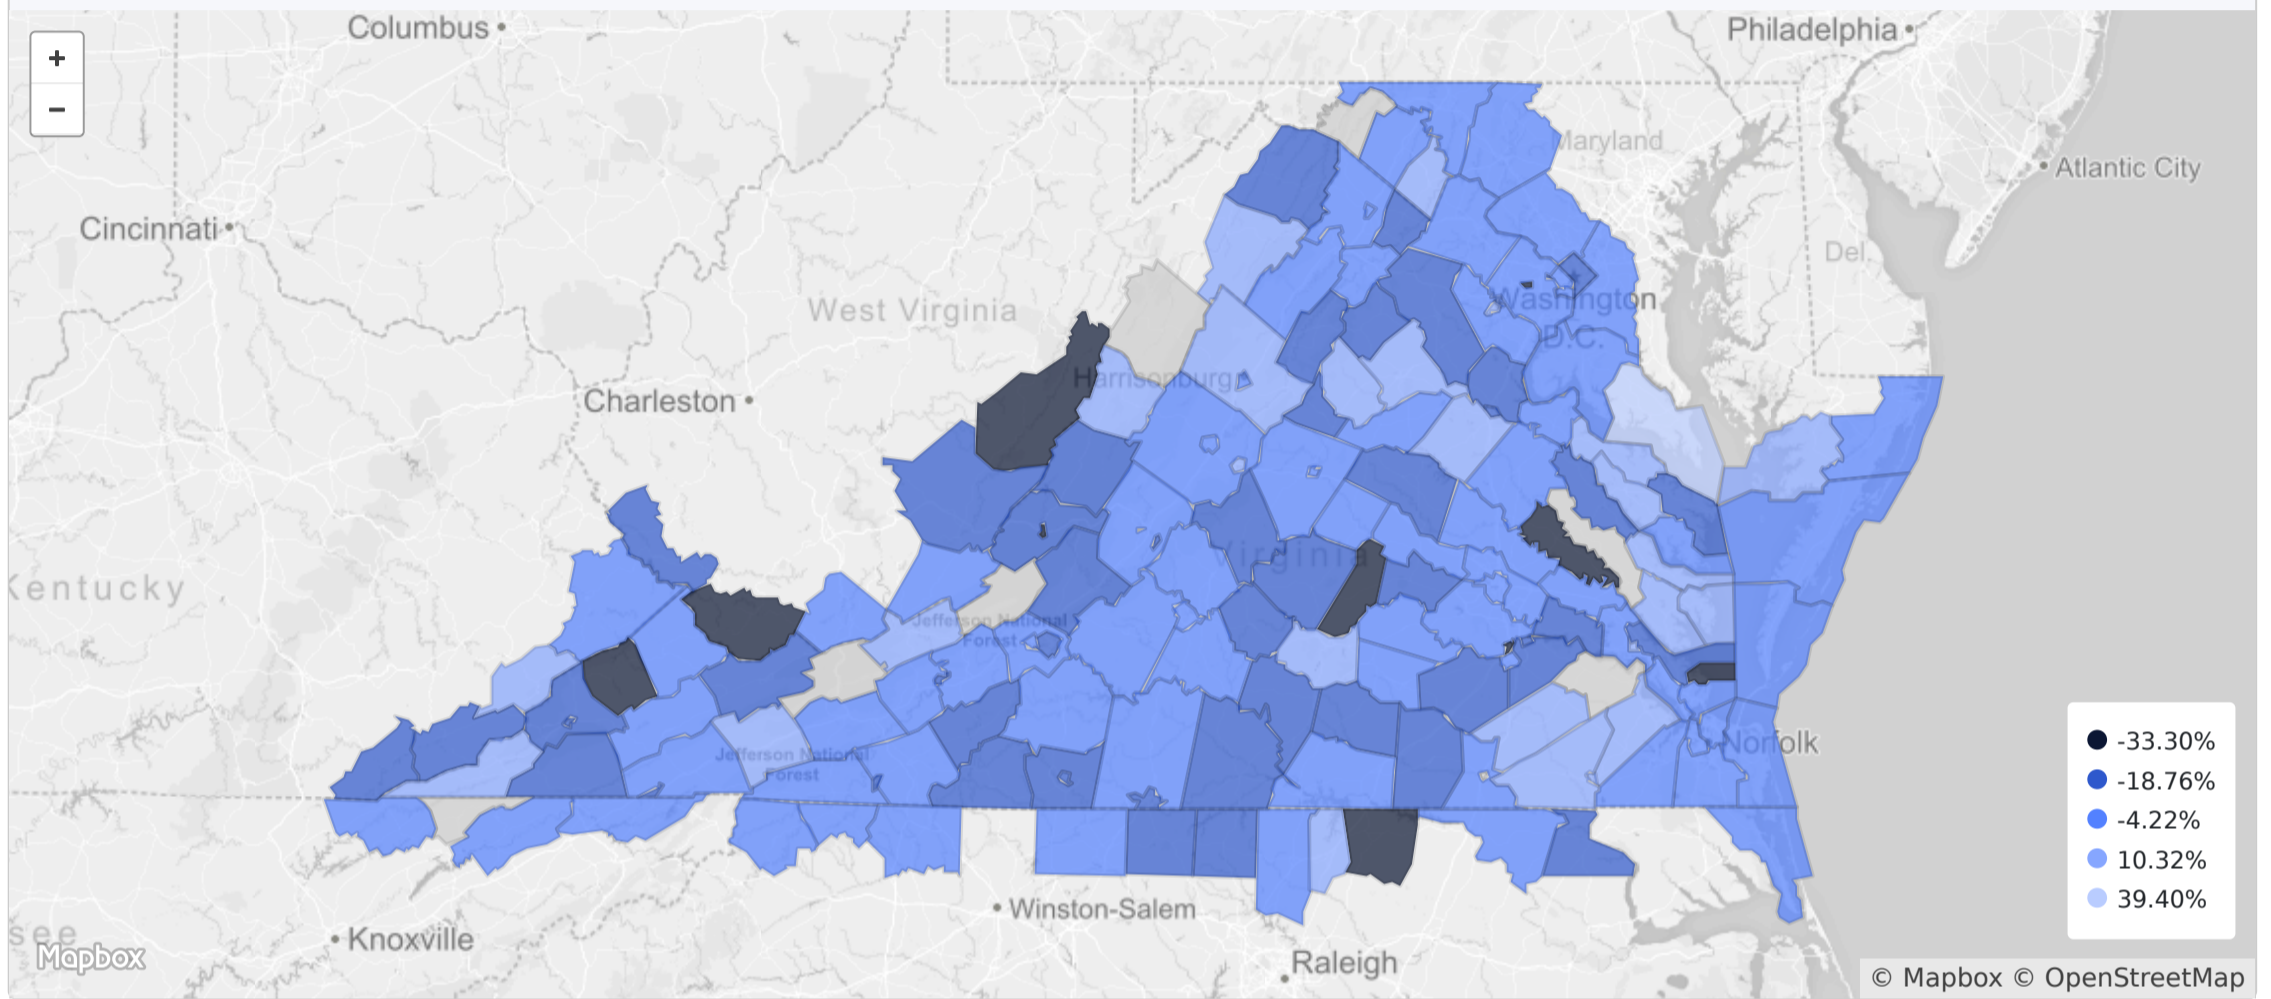 +
−
Columbus
Philadelphia
Maryland
Atlantic City
Cincinnati
Del.
West Virginia
Washington
D.C.
Harrisonburg
Charleston
Virginia
Kentucky
Jefferson National
Forest
Jefferson National
Forest
Norfolk
-33.30%
-18.76%
-4.22%
10.32%
39.40%
Winston-Salem
Knoxville
see
Mapbox
Raleigh
© Mapbox © OpenStreetMap